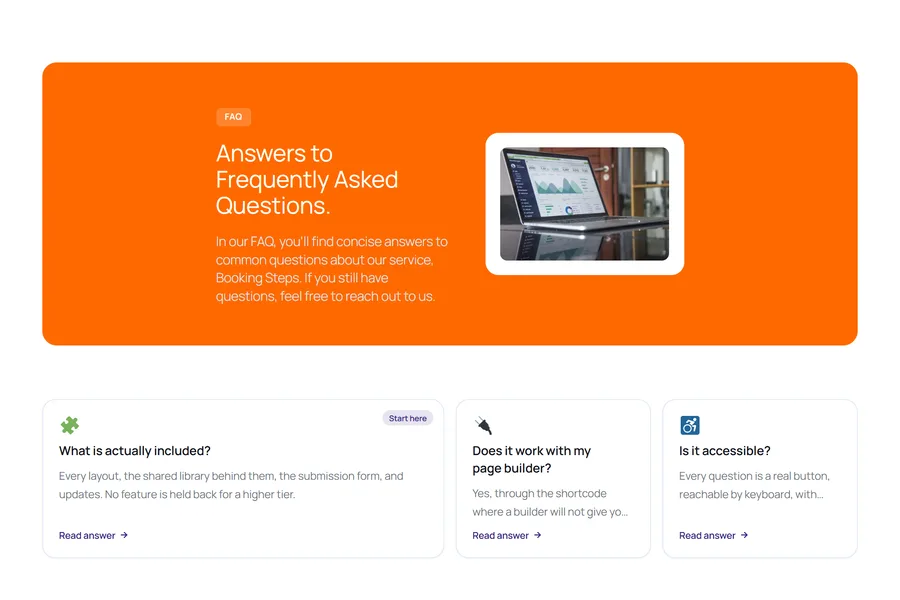 FAQ
Answers to
Frequently Asked
Questions.
In our FAQ, you'll find concise answers to
common questions about our service,
Booking Steps. If you still have
questions, feel free to reach out to us.
Start here
What is actually included?
Every layout, the shared library behind them, the submission form, and
updates. No feature is held back for a higher tier.
Read answer →
Does it work with my
page builder?
Yes, through the shortcode
where a builder will not give yo…
Read answer →
Is it accessible?
Every question is a real button,
reachable by keyboard, with…
Read answer →